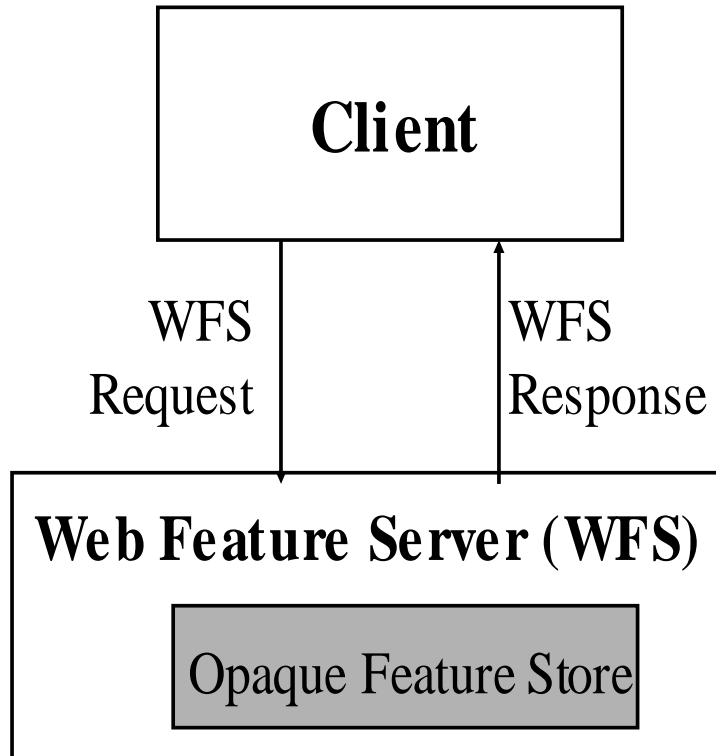 Client
WFS
Request
WFS
Response
Web Feature Server (WFS)
Opaque Feature Store